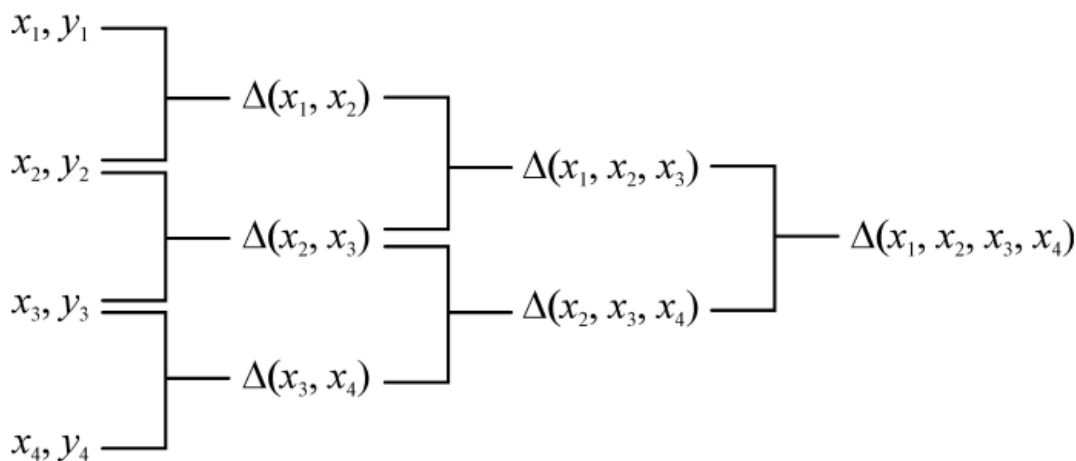 x₁, y₁
Δ(x₁, x₂)
x₂, y₂
Δ(x₁, x₂, x₃)
Δ(x₂, x₃)
Δ(x₁, x₂, x₃, x₄)
x₃, y₃
Δ(x₂, x₃, x₄)
Δ(x₃, x₄)
x₄, y₄